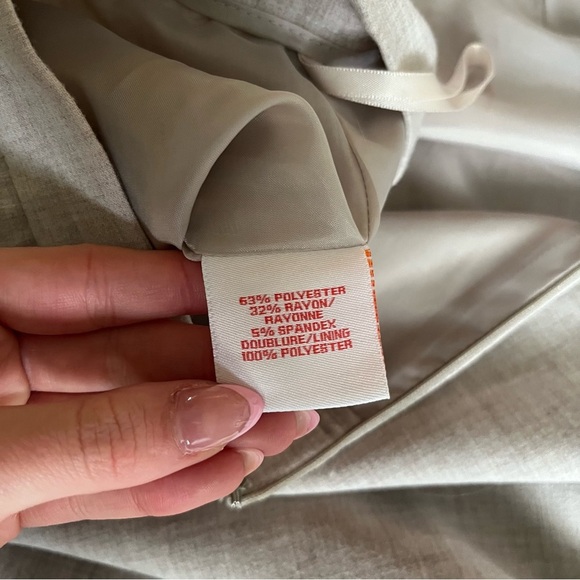 63% POLYESTER
32% RAYON/
RAYONNE
5% SPANDEX
DOUBLURE/LINING
100% POLYESTER